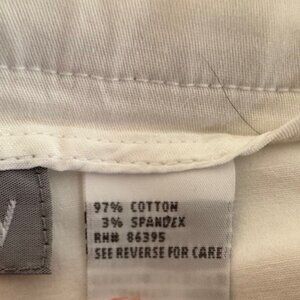 97% COTTON
3% SPANDEX
RN# 86395
SEE REVERSE FOR CARE